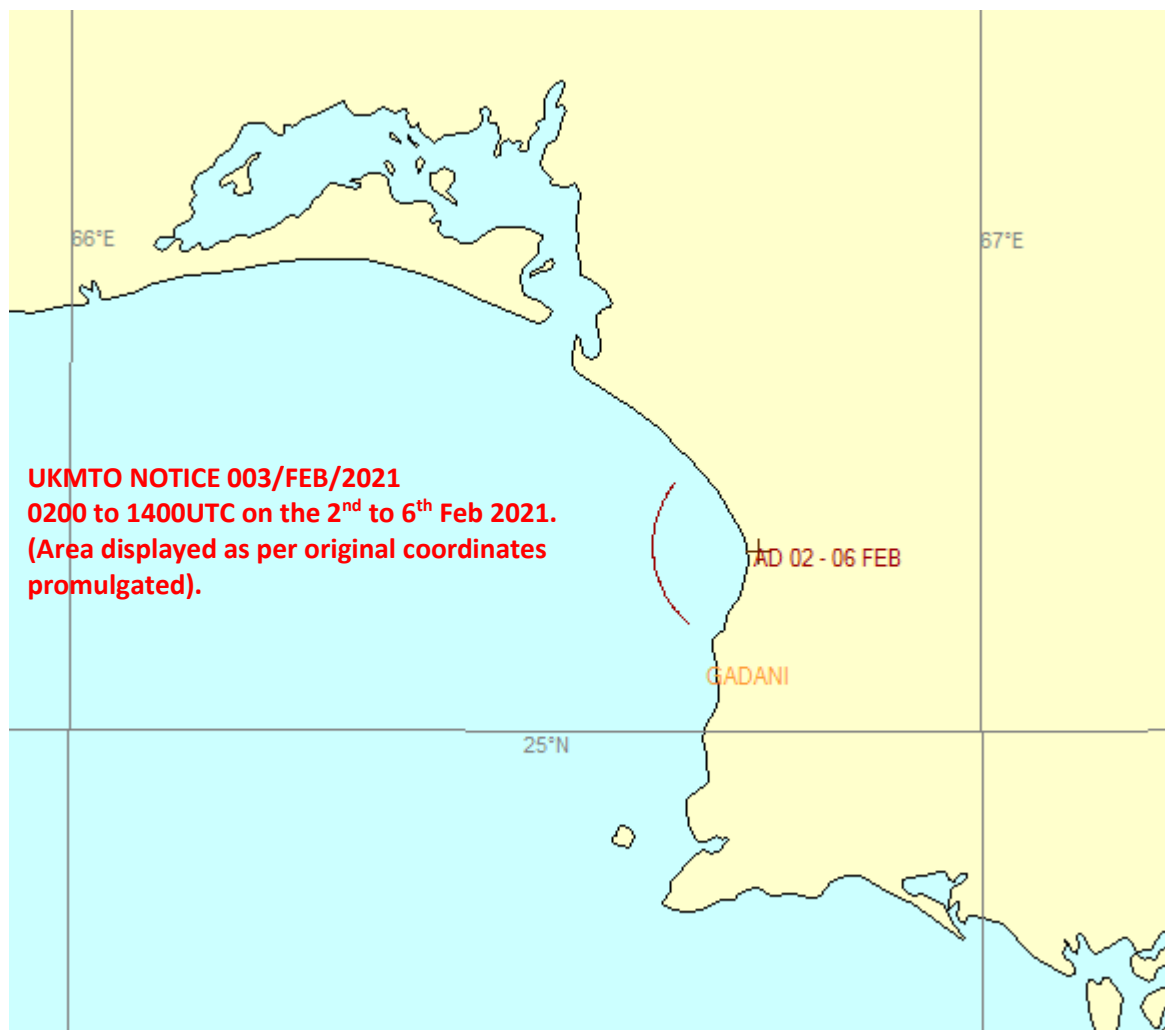 66°E
67°E
UKMTO NOTICE 003/FEB/2021
0200 to 1400UTC on the 2nd to 6th Feb 2021.
(Area displayed as per original coordinates
promulgated).
AD 02 - 06 FEB
GADANI
25°N